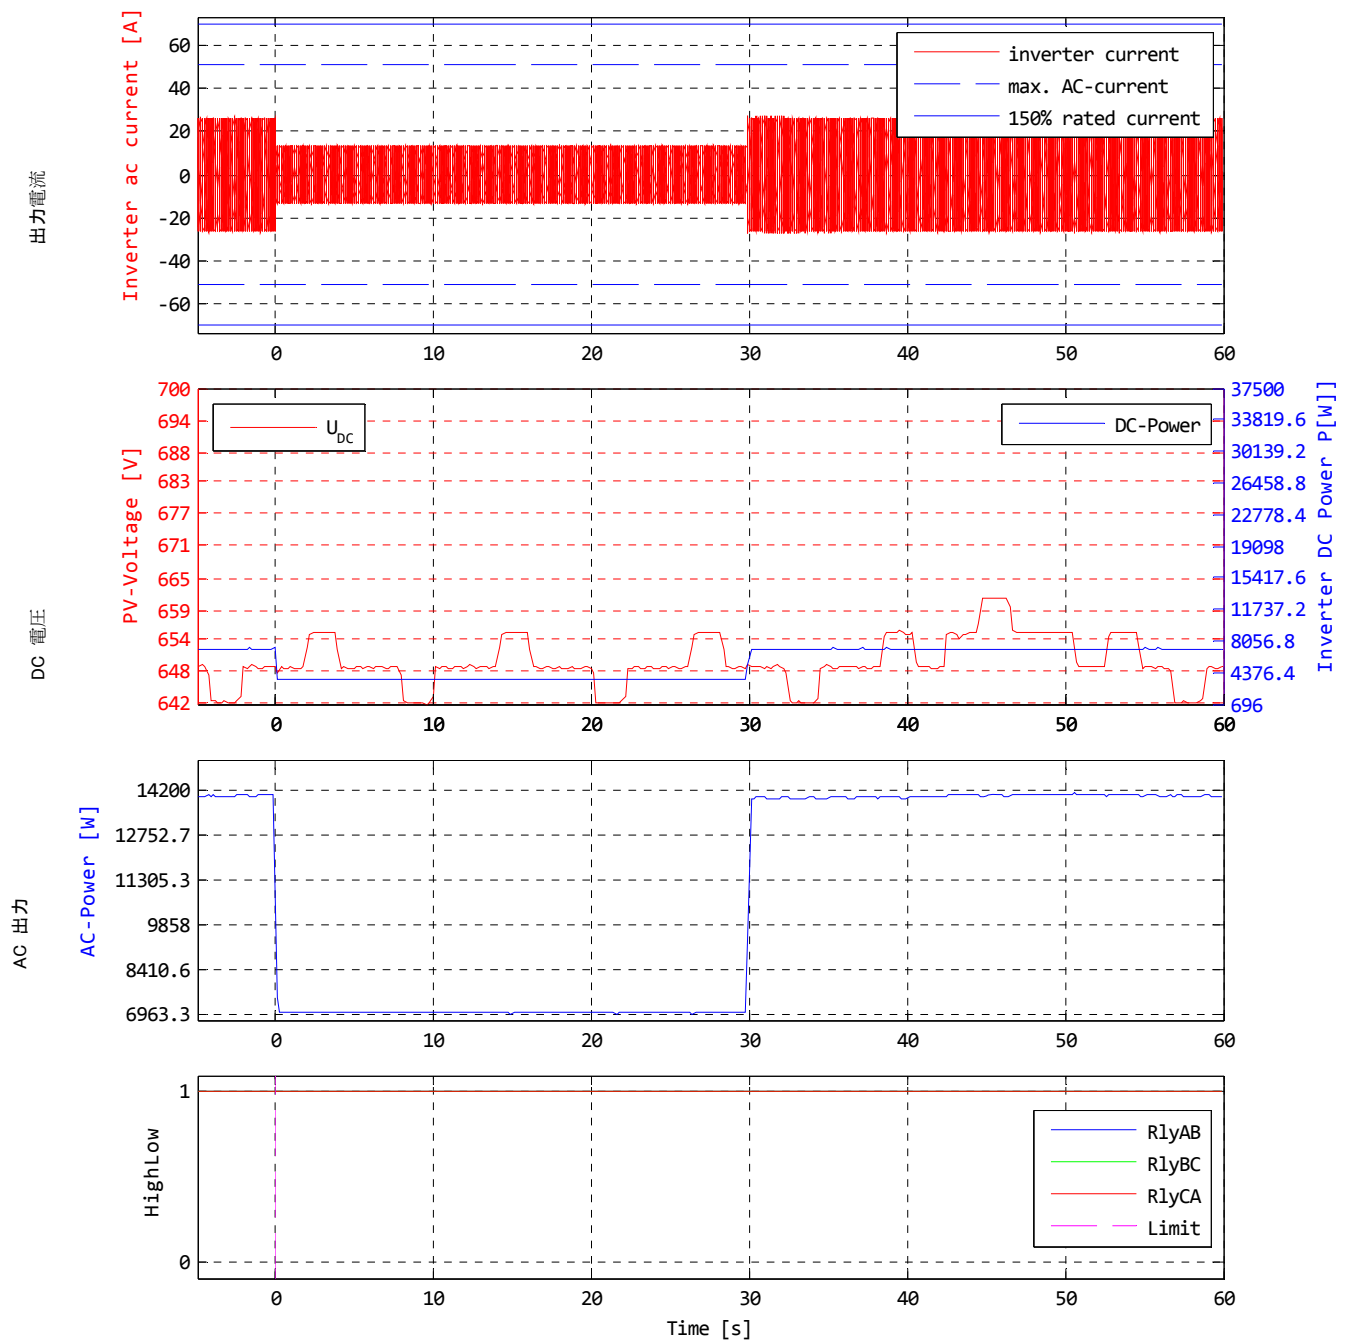 出力電流
Inverter ac current [A]
60
40
20
0
-20
-40
-60
inverter current
max. AC-current
150% rated current
0 10 20 30 40 50 60
DC 電圧
PV-Voltage [V]
700
694
688
683
677
671
665
659
654
648
642
U_DC
DC-Power
37500
33819.6
30139.2
26458.8
22778.4
19098
15417.6
11737.2
8056.8
4376.4
696
Inverter DC Power P[W]]
0 10 20 30 40 50 60
AC 出力
AC-Power [W]
14200
12752.7
11305.3
9858
8410.6
6963.3
0 10 20 30 40 50 60
HighLow
1
0
RlyAB
RlyBC
RlyCA
Limit
0 10 20 30 40 50 60
Time [s]